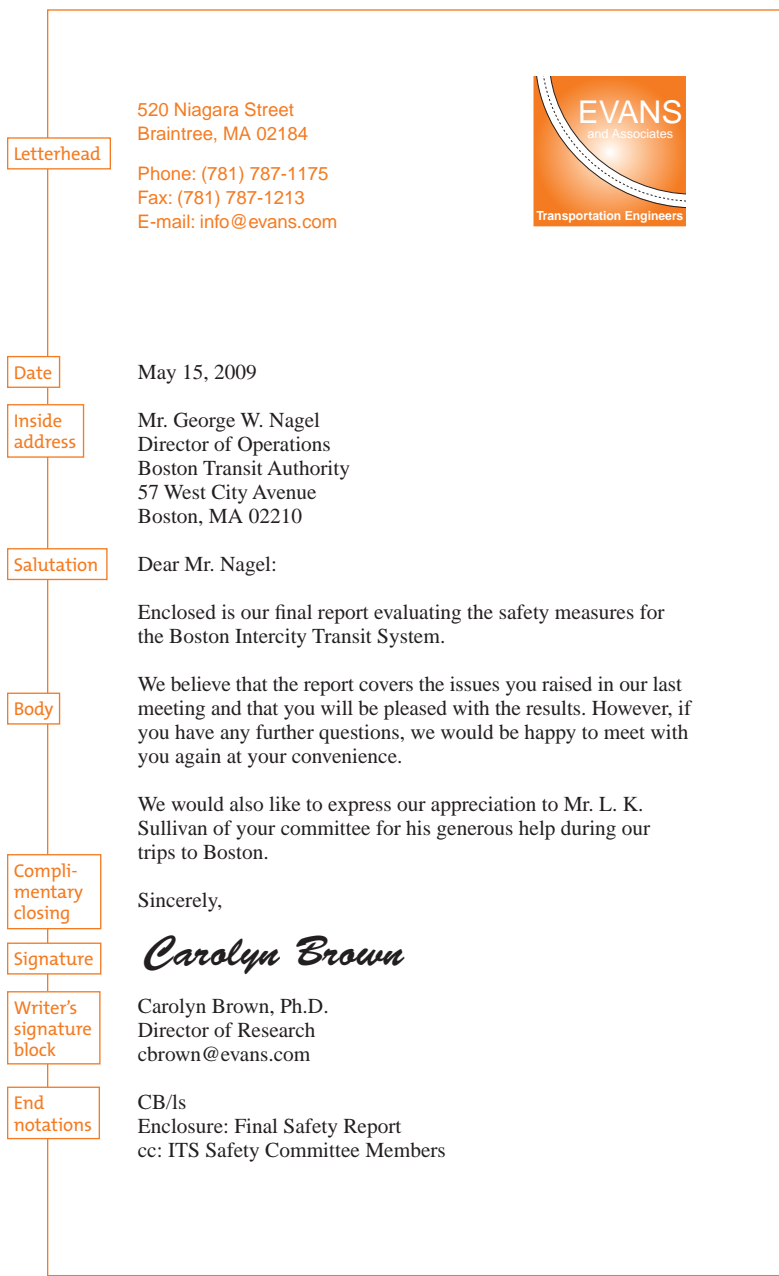 520 Niagara Street
Braintree, MA 02184
Phone: (781) 787-1175
Fax: (781) 787-1213
E-mail: info@evans.com
EVANS
and Associates
Transportation Engineers
Letterhead
Date
May 15, 2009
Inside
address
Mr. George W. Nagel
Director of Operations
Boston Transit Authority
57 West City Avenue
Boston, MA 02210
Salutation
Dear Mr. Nagel:
Enclosed is our final report evaluating the safety measures for
the Boston Intercity Transit System.
Body
We believe that the report covers the issues you raised in our last
meeting and that you will be pleased with the results. However, if
you have any further questions, we would be happy to meet with
you again at your convenience.
We would also like to express our appreciation to Mr. L. K.
Sullivan of your committee for his generous help during our
trips to Boston.
Compli-
mentary
closing
Sincerely,
Signature
Carolyn Brown
Writer's
signature
block
Carolyn Brown, Ph.D.
Director of Research
cbrown@evans.com
End
notations
CB/ls
Enclosure: Final Safety Report
cc: ITS Safety Committee Members